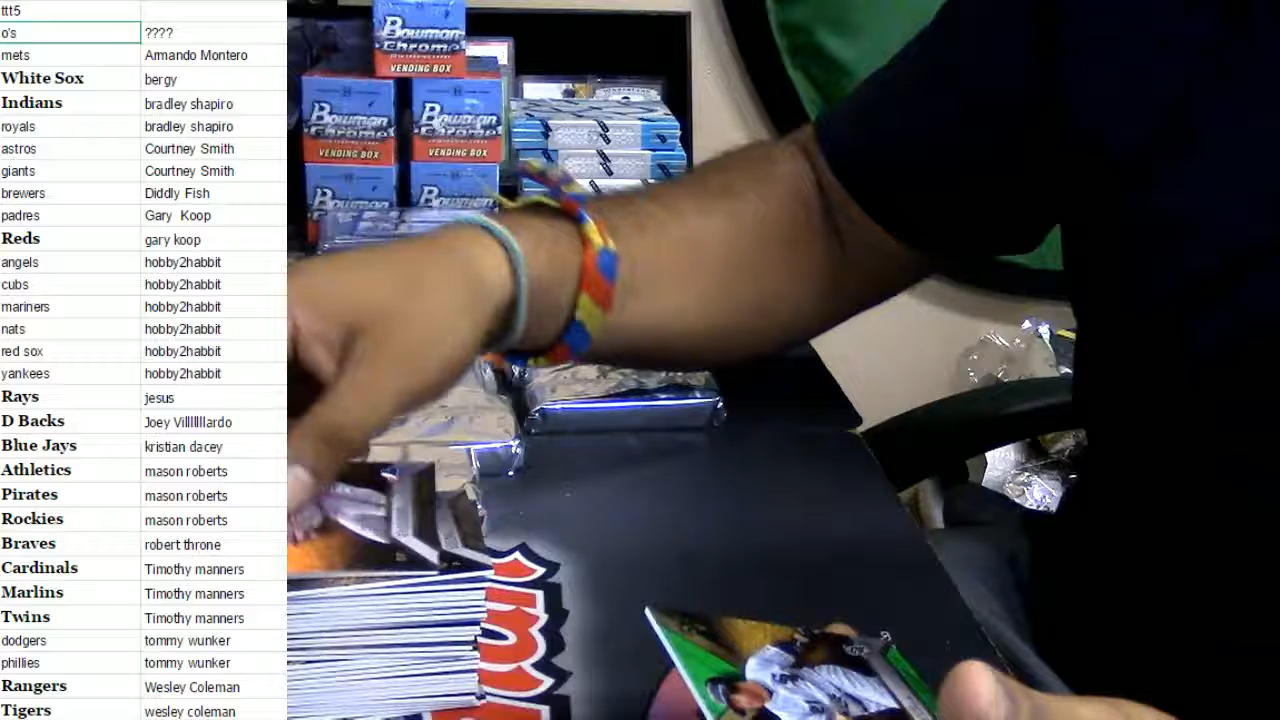 ttt5
o's ????
mets Armando Montero
White Sox bergy
Indians bradley shapiro
royals bradley shapiro
astros Courtney Smith
giants Courtney Smith
brewers Diddly Fish
padres Gary Koop
Reds gary koop
angels hobby2habbit
cubs hobby2habbit
mariners hobby2habbit
nats hobby2habbit
red sox hobby2habbit
yankees hobby2habbit
Rays jesus
D Backs Joey Villlllllardo
Blue Jays kristian dacey
Athletics mason roberts
Pirates mason roberts
Rockies mason roberts
Braves robert throne
Cardinals Timothy manners
Marlins Timothy manners
Twins Timothy manners
dodgers tommy wunker
phillies tommy wunker
Rangers Wesley Coleman
Tigers wesley coleman
Bowman
Chrome
VENDING BOX
Bowman
Chrome
VENDING BOX
Bowman
Chrome
VENDING BOX
Bowman
Bowman